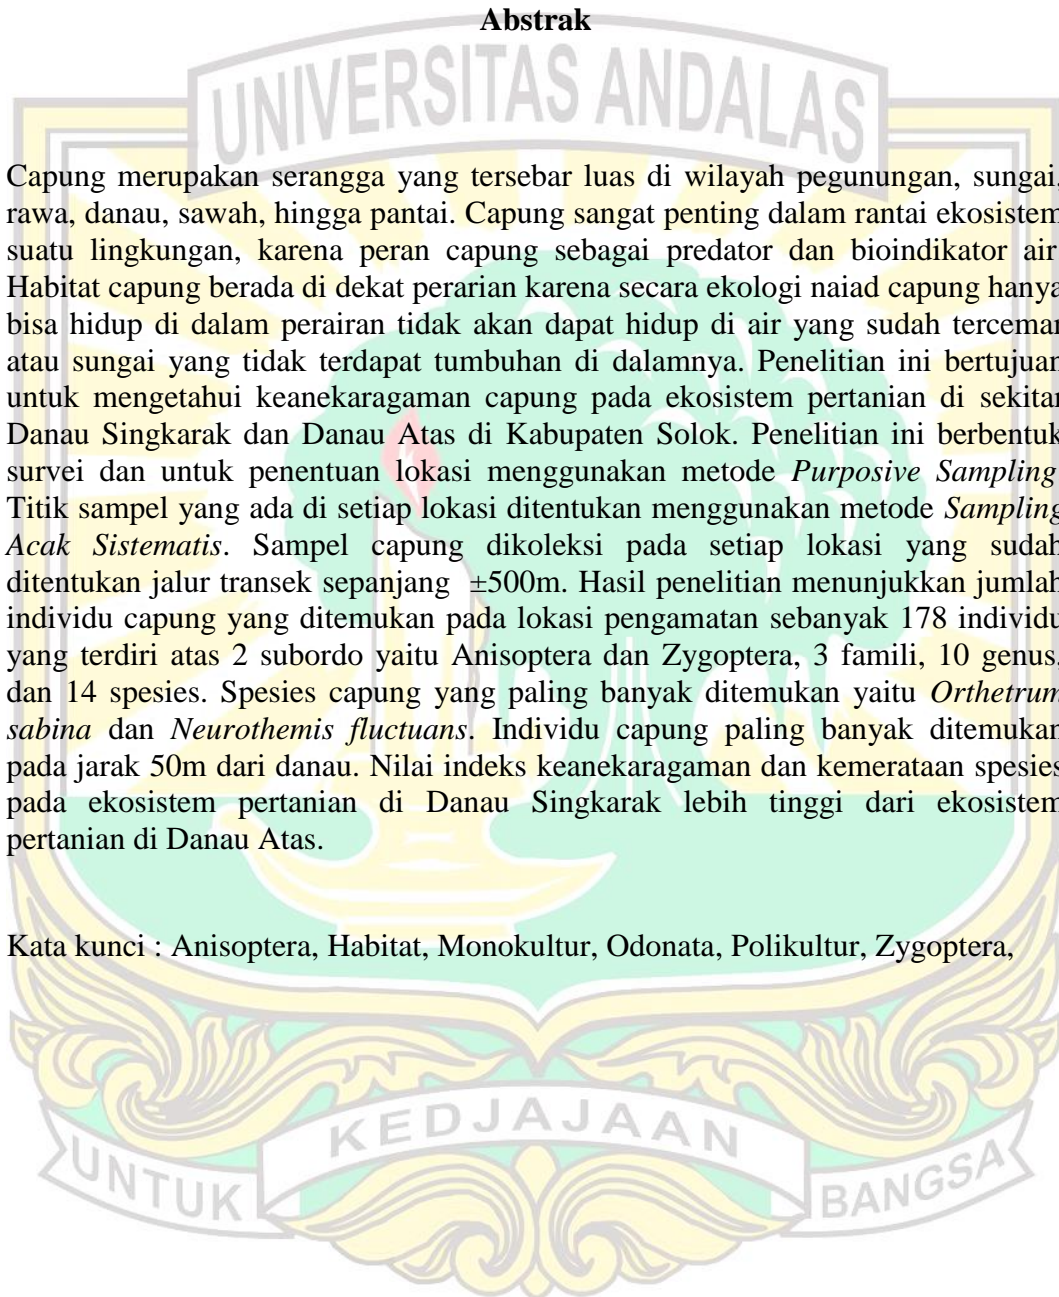 Abstrak
UNIVERSITAS ANDALAS
Capung merupakan serangga yang tersebar luas di wilayah pegunungan, sungai,
rawa, danau, sawah, hingga pantai. Capung sangat penting dalam rantai ekosistem
suatu lingkungan, karena peran capung sebagai predator dan bioindikator air
Habitat capung berada di dekat perarian karena secara ekologi naiad capung hanya
bisa hidup di dalam perairan tidak akan dapat hidup di air yang sudah tercemar
atau sungai yang tidak terdapat tumbuhan di dalamnya. Penelitian ini bertujuan
untuk mengetahui keanekaragaman capung pada ekosistem pertanian di sekitar
Danau Singkarak dan Danau Atas di Kabupaten Solok. Penelitian ini berbentuk
survei dan untuk penentuan lokasi menggunakan metode Purposive Sampling
Titik sampel yang ada di setiap lokasi ditentukan menggunakan metode Sampling
Acak Sistematis. Sampel capung dikoleksi pada setiap lokasi yang sudah
ditentukan jalur transek sepanjang ±500m. Hasil penelitian menunjukkan jumlah
individu capung yang ditemukan pada lokasi pengamatan sebanyak 178 individu
yang terdiri atas 2 subordo yaitu Anisoptera dan Zygoptera, 3 famili, 10 genus,
dan 14 spesies. Spesies capung yang paling banyak ditemukan yaitu Orthetrum
sabina dan Neurothemis fluctuans. Individu capung paling banyak ditemukan
pada jarak 50m dari danau. Nilai indeks keanekaragaman dan kemerataan spesies
pada ekosistem pertanian di Danau Singkarak lebih tinggi dari ekosistem
pertanian di Danau Atas.
Kata kunci : Anisoptera, Habitat, Monokultur, Odonata, Polikultur, Zygoptera,
UNTUK KEDJAJAAN BANGSA